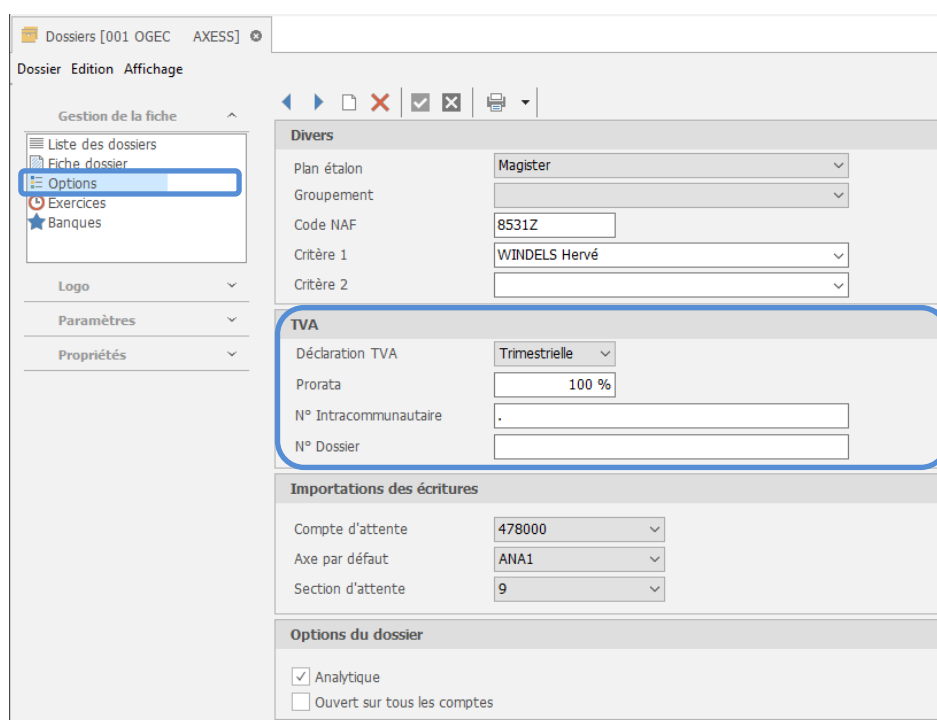 Dossiers [001 OGEC AXESS]
Dossier Edition Affichage
Gestion de la fiche
Liste des dossiers
Fiche dossier
Options
Exercices
Banques
Logo
Paramètres
Propriétés
Divers
Plan étalon Magister
Groupement
Code NAF 8531Z
Critère 1 WINDELS Hervé
Critère 2
TVA
Déclaration TVA Trimestrielle
Prorata 100 %
N° Intracommunautaire .
N° Dossier
Importations des écritures
Compte d'attente 478000
Axe par défaut ANA1
Section d'attente 9
Options du dossier
Analytique
Ouvert sur tous les comptes